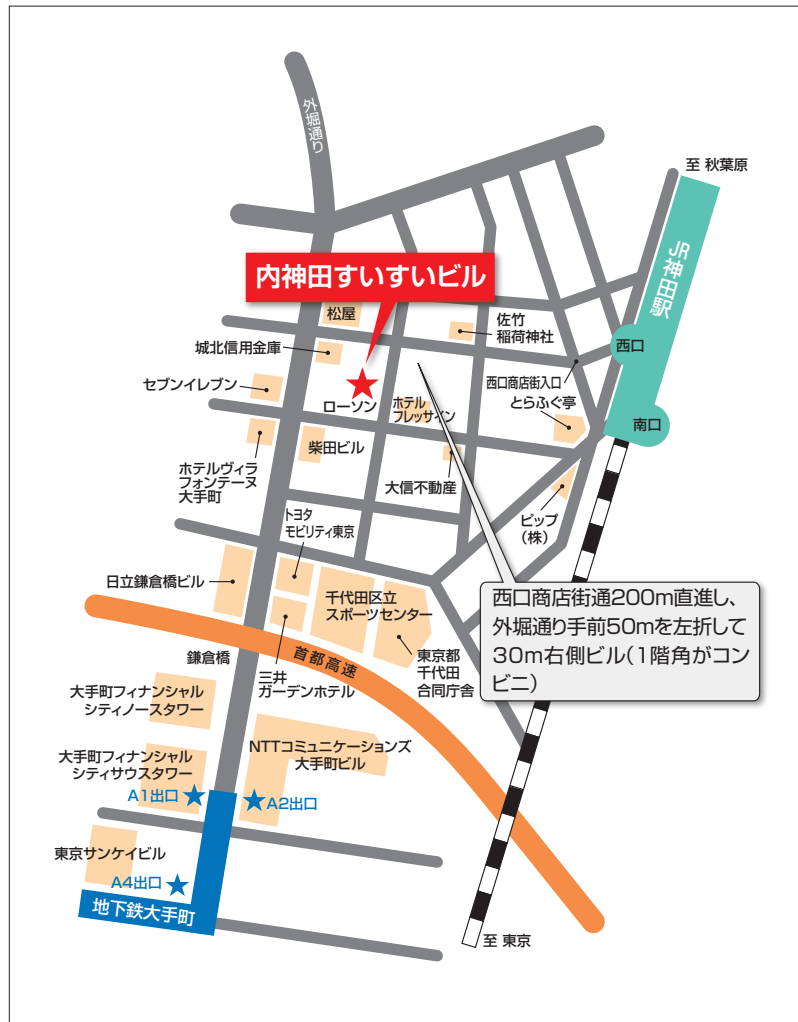 外堀通り
至 秋葉原
JR神田駅
内神田すいすいビル
松屋
佐竹
稲荷神社
西口
城北信用金庫
セブンイレブン
西口商店街入口
ローソン
ホテル
フレッサイン
とらふぐ亭
南口
柴田ビル
ホテルヴィラ
フォンテーヌ
大手町
大信不動産
ピップ
(株)
トヨタ
モビリティ東京
日立鎌倉橋ビル
千代田区立
スポーツセンター
西口商店街通200m直進し、
外堀通り手前50mを左折して
30m右側ビル(1階角がコン
ビニ)
鎌倉橋
首都高速
三井
ガーデンホテル
東京都
千代田
合同庁舎
大手町フィナンシャル
シティノースタワー
NTTコミュニケーションズ
大手町ビル
大手町フィナンシャル
シティサウスタワー
A1出口
A2出口
東京サンケイビル
A4出口
地下鉄大手町
至 東京